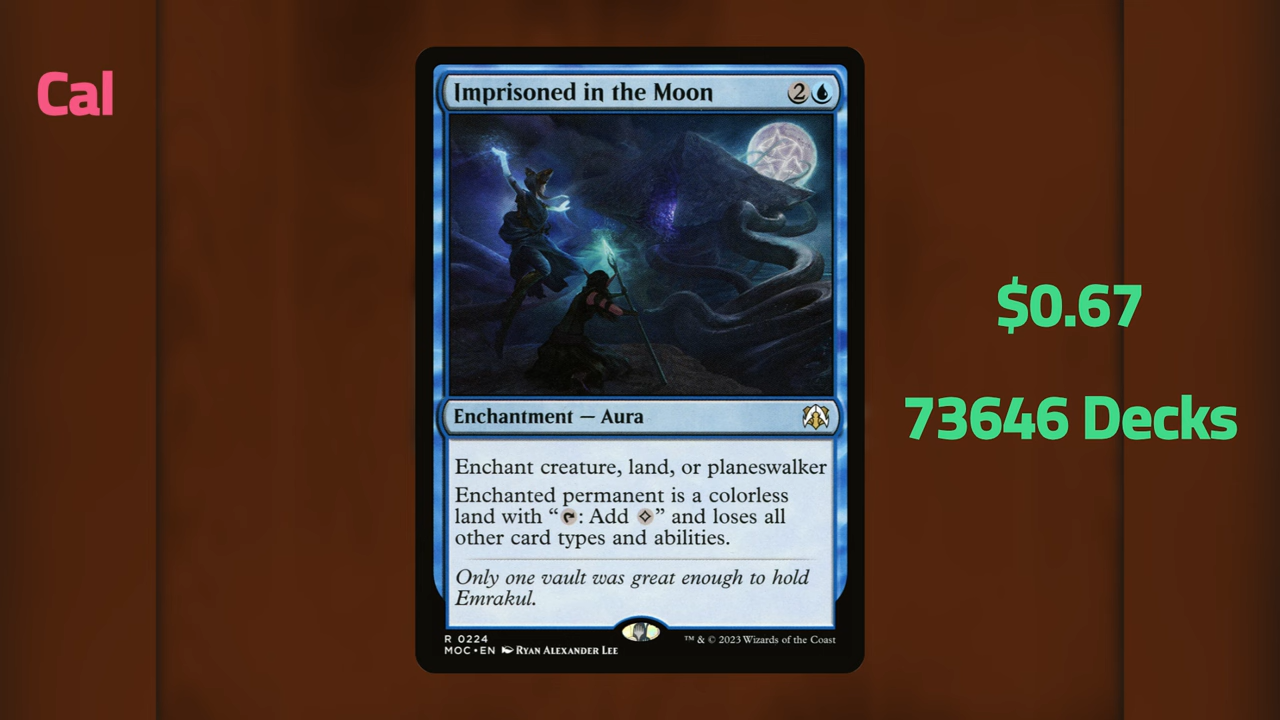 Cal
Imprisoned in the Moon 2
$0.67
73646 Decks
Enchantment — Aura
Enchant creature, land, or planeswalker
Enchanted permanent is a colorless
land with “: Add ” and loses all
other card types and abilities.
Only one vault was great enough to hold
Emrakul.
R 0224
MOC • EN RYAN ALEXANDER LEE
™ & © 2023 Wizards of the Coast